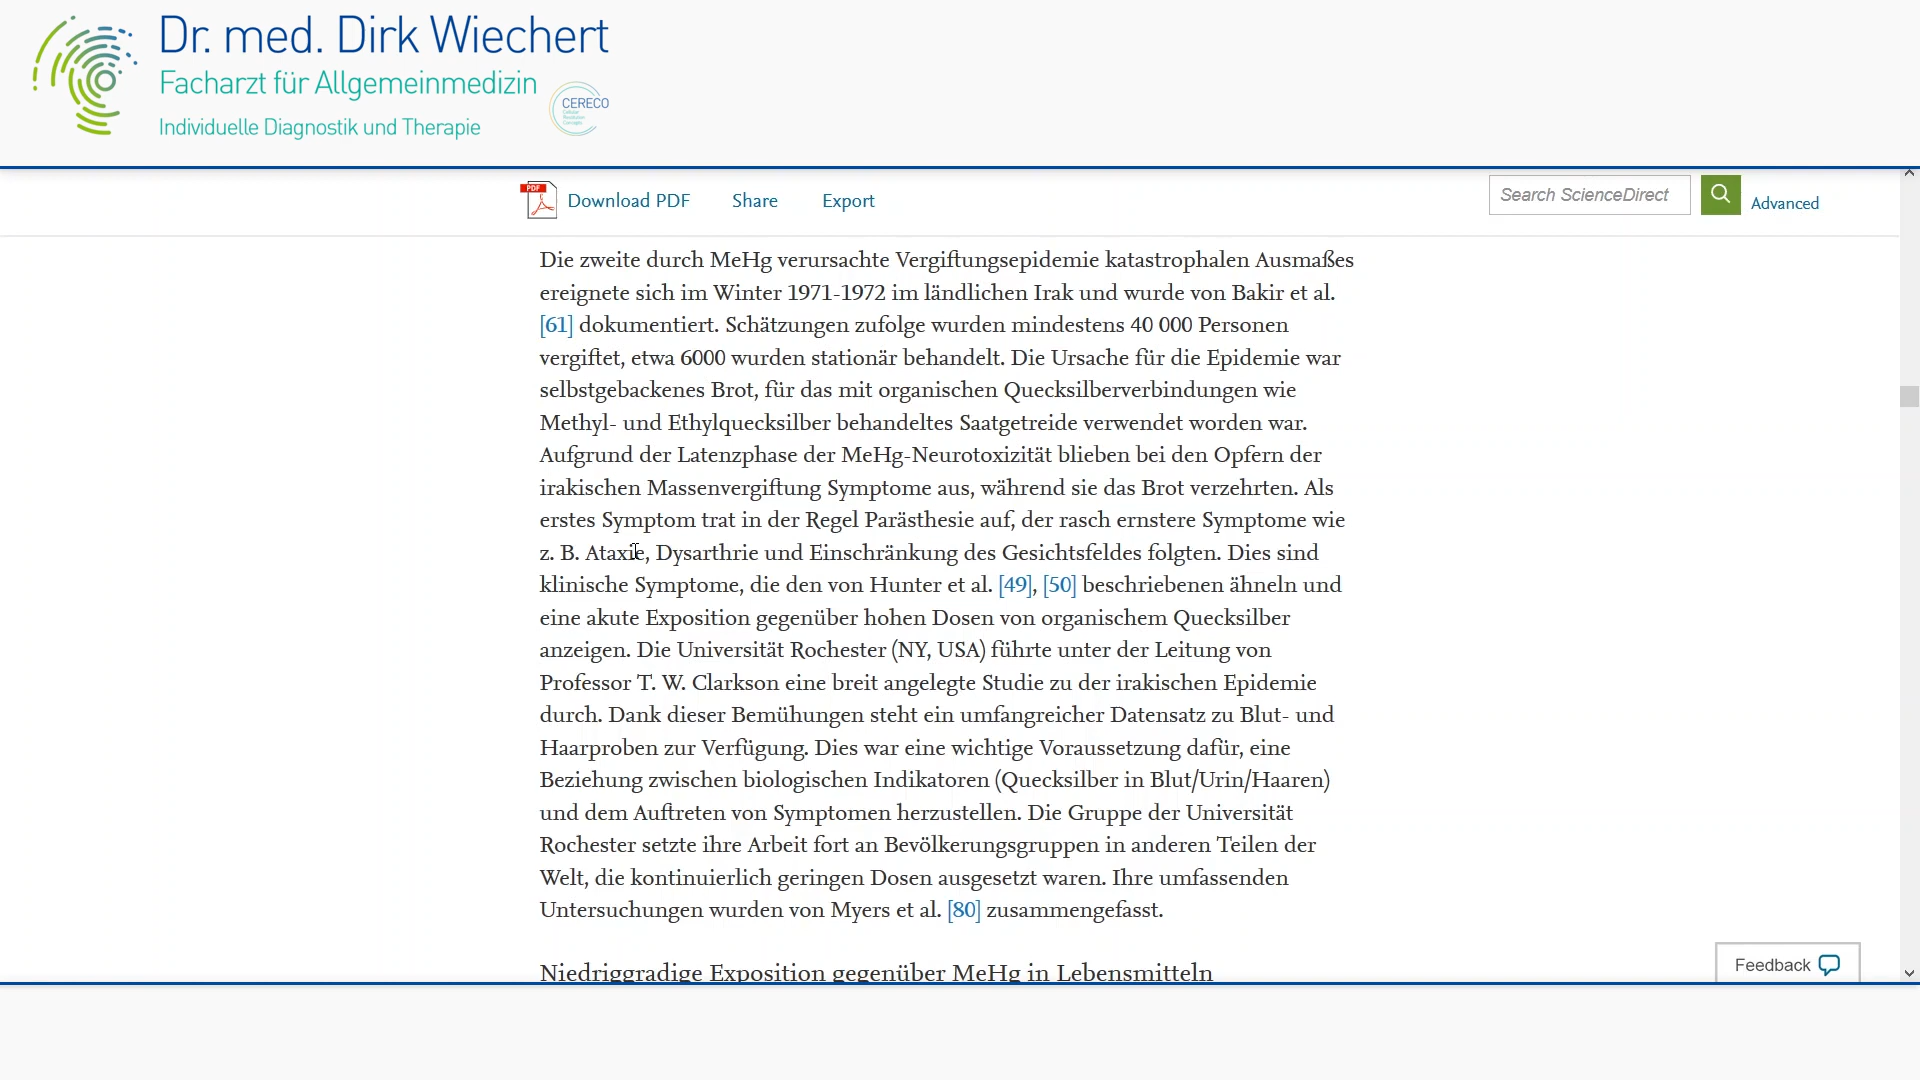 Dr. med. Dirk Wiechert
Facharzt für Allgemeinmedizin
Individuelle Diagnostik und Therapie
CERECO
Cellular
Resolution
Concepts
PDF
Download PDF
Share
Export
Search ScienceDirect
Advanced
Die zweite durch MeHg verursachte Vergiftungsepidemie katastrophalen Ausmaßes
ereignete sich im Winter 1971-1972 im ländlichen Irak und wurde von Bakir et al.
[61] dokumentiert. Schätzungen zufolge wurden mindestens 40 000 Personen
vergiftet, etwa 6000 wurden stationär behandelt. Die Ursache für die Epidemie war
selbstgebackenes Brot, für das mit organischen Quecksilberverbindungen wie
Methyl- und Ethylquecksilber behandeltes Saatgetreide verwendet worden war.
Aufgrund der Latenzphase der MeHg-Neurotoxizität blieben bei den Opfern der
irakischen Massenvergiftung Symptome aus, während sie das Brot verzehrten. Als
erstes Symptom trat in der Regel Parästhesie auf, der rasch ernstere Symptome wie
z. B. Ataxie, Dysarthrie und Einschränkung des Gesichtsfeldes folgten. Dies sind
klinische Symptome, die den von Hunter et al. [49], [50] beschriebenen ähneln und
eine akute Exposition gegenüber hohen Dosen von organischem Quecksilber
anzeigen. Die Universität Rochester (NY, USA) führte unter der Leitung von
Professor T. W. Clarkson eine breit angelegte Studie zu der irakischen Epidemie
durch. Dank dieser Bemühungen steht ein umfangreicher Datensatz zu Blut- und
Haarproben zur Verfügung. Dies war eine wichtige Voraussetzung dafür, eine
Beziehung zwischen biologischen Indikatoren (Quecksilber in Blut/Urin/Haaren)
und dem Auftreten von Symptomen herzustellen. Die Gruppe der Universität
Rochester setzte ihre Arbeit fort an Bevölkerungsgruppen in anderen Teilen der
Welt, die kontinuierlich geringen Dosen ausgesetzt waren. Ihre umfassenden
Untersuchungen wurden von Myers et al. [80] zusammengefasst.
Niedriggradige Exposition gegenüber MeHg in Lebensmitteln
Feedback